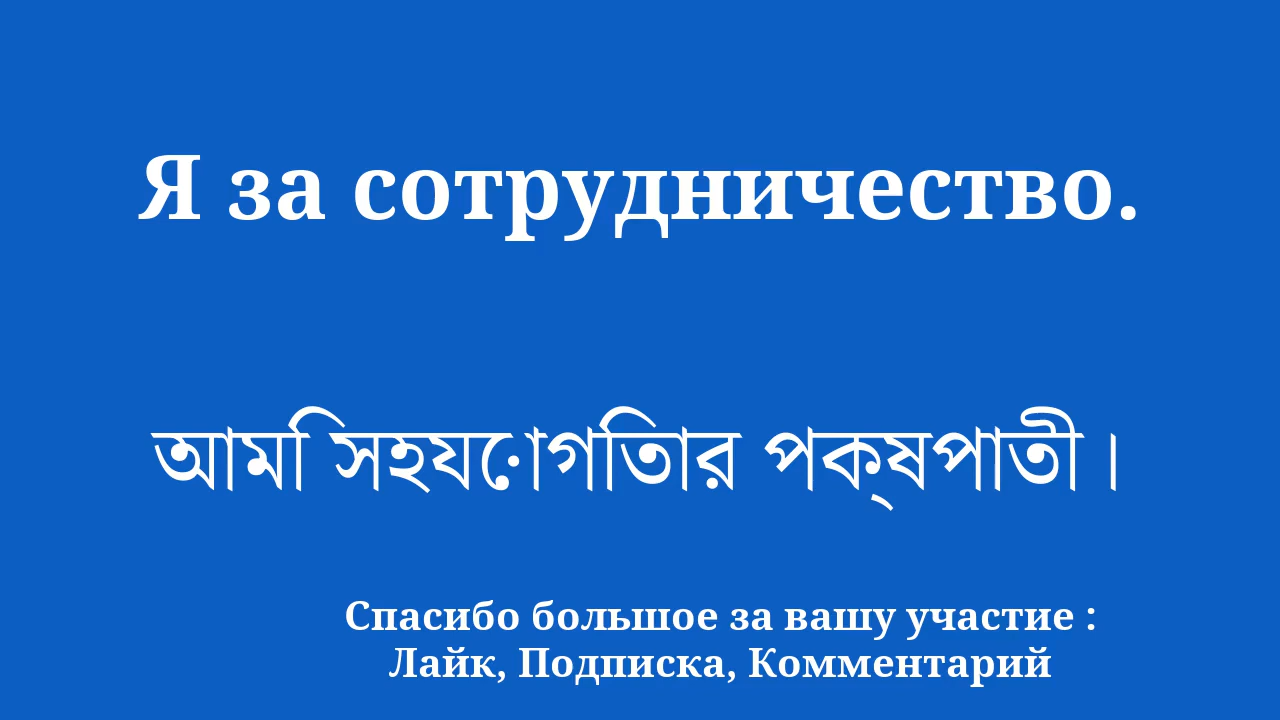 Я за сотрудничество.
আমি সহযোগিতার পক্ষপাতী।
Спасибо большое за вашу участие :
Лайк, Подписка, Комментарий